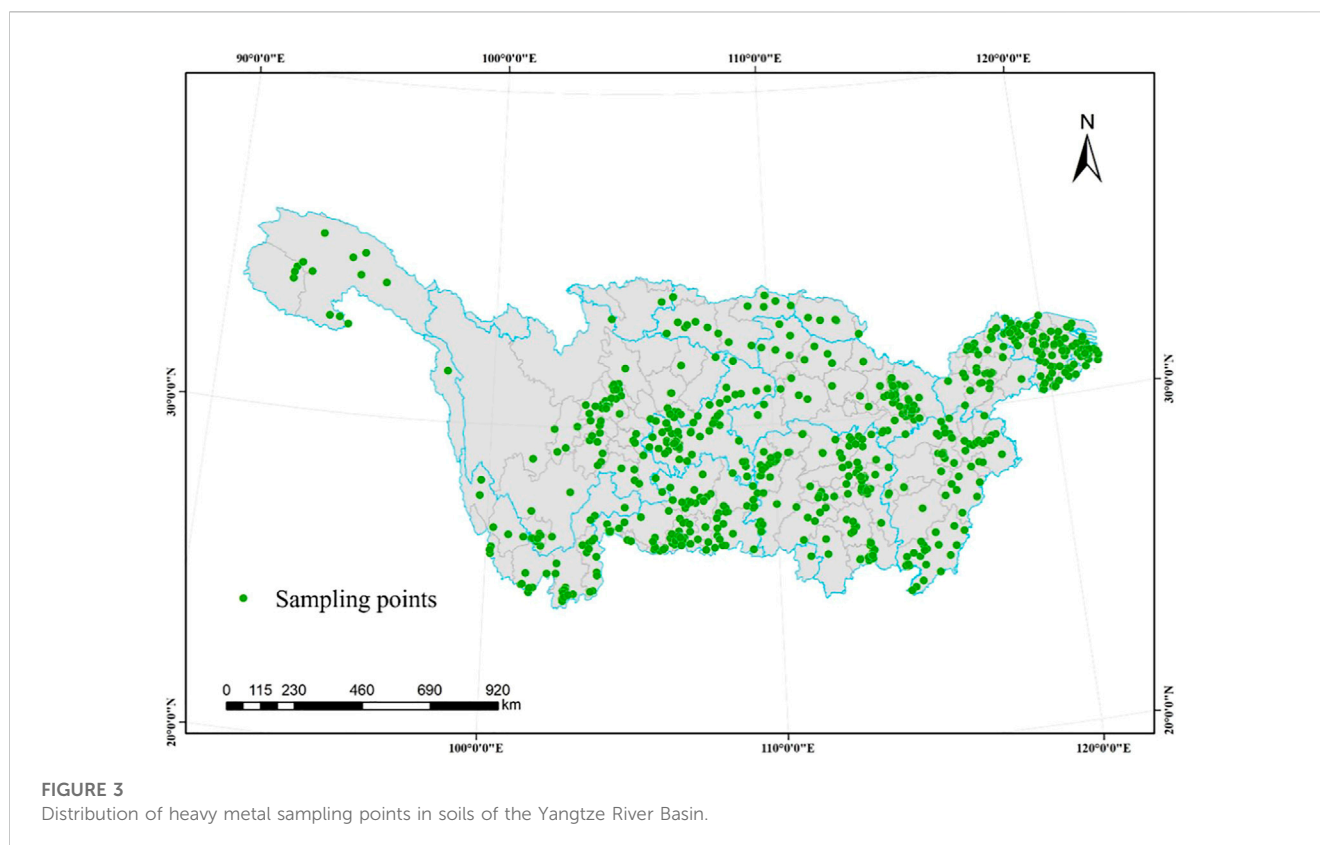 90°0'0"E 100°0'0"E 110°0'0"E 120°0'0"E
N
30°0'0"N 30°0'0"N
Sampling points
0 115 230 460 690 920
km
20°0'0"N 20°0'0"N
100°0'0"E 110°0'0"E 120°0'0"E
FIGURE 3
Distribution of heavy metal sampling points in soils of the Yangtze River Basin.